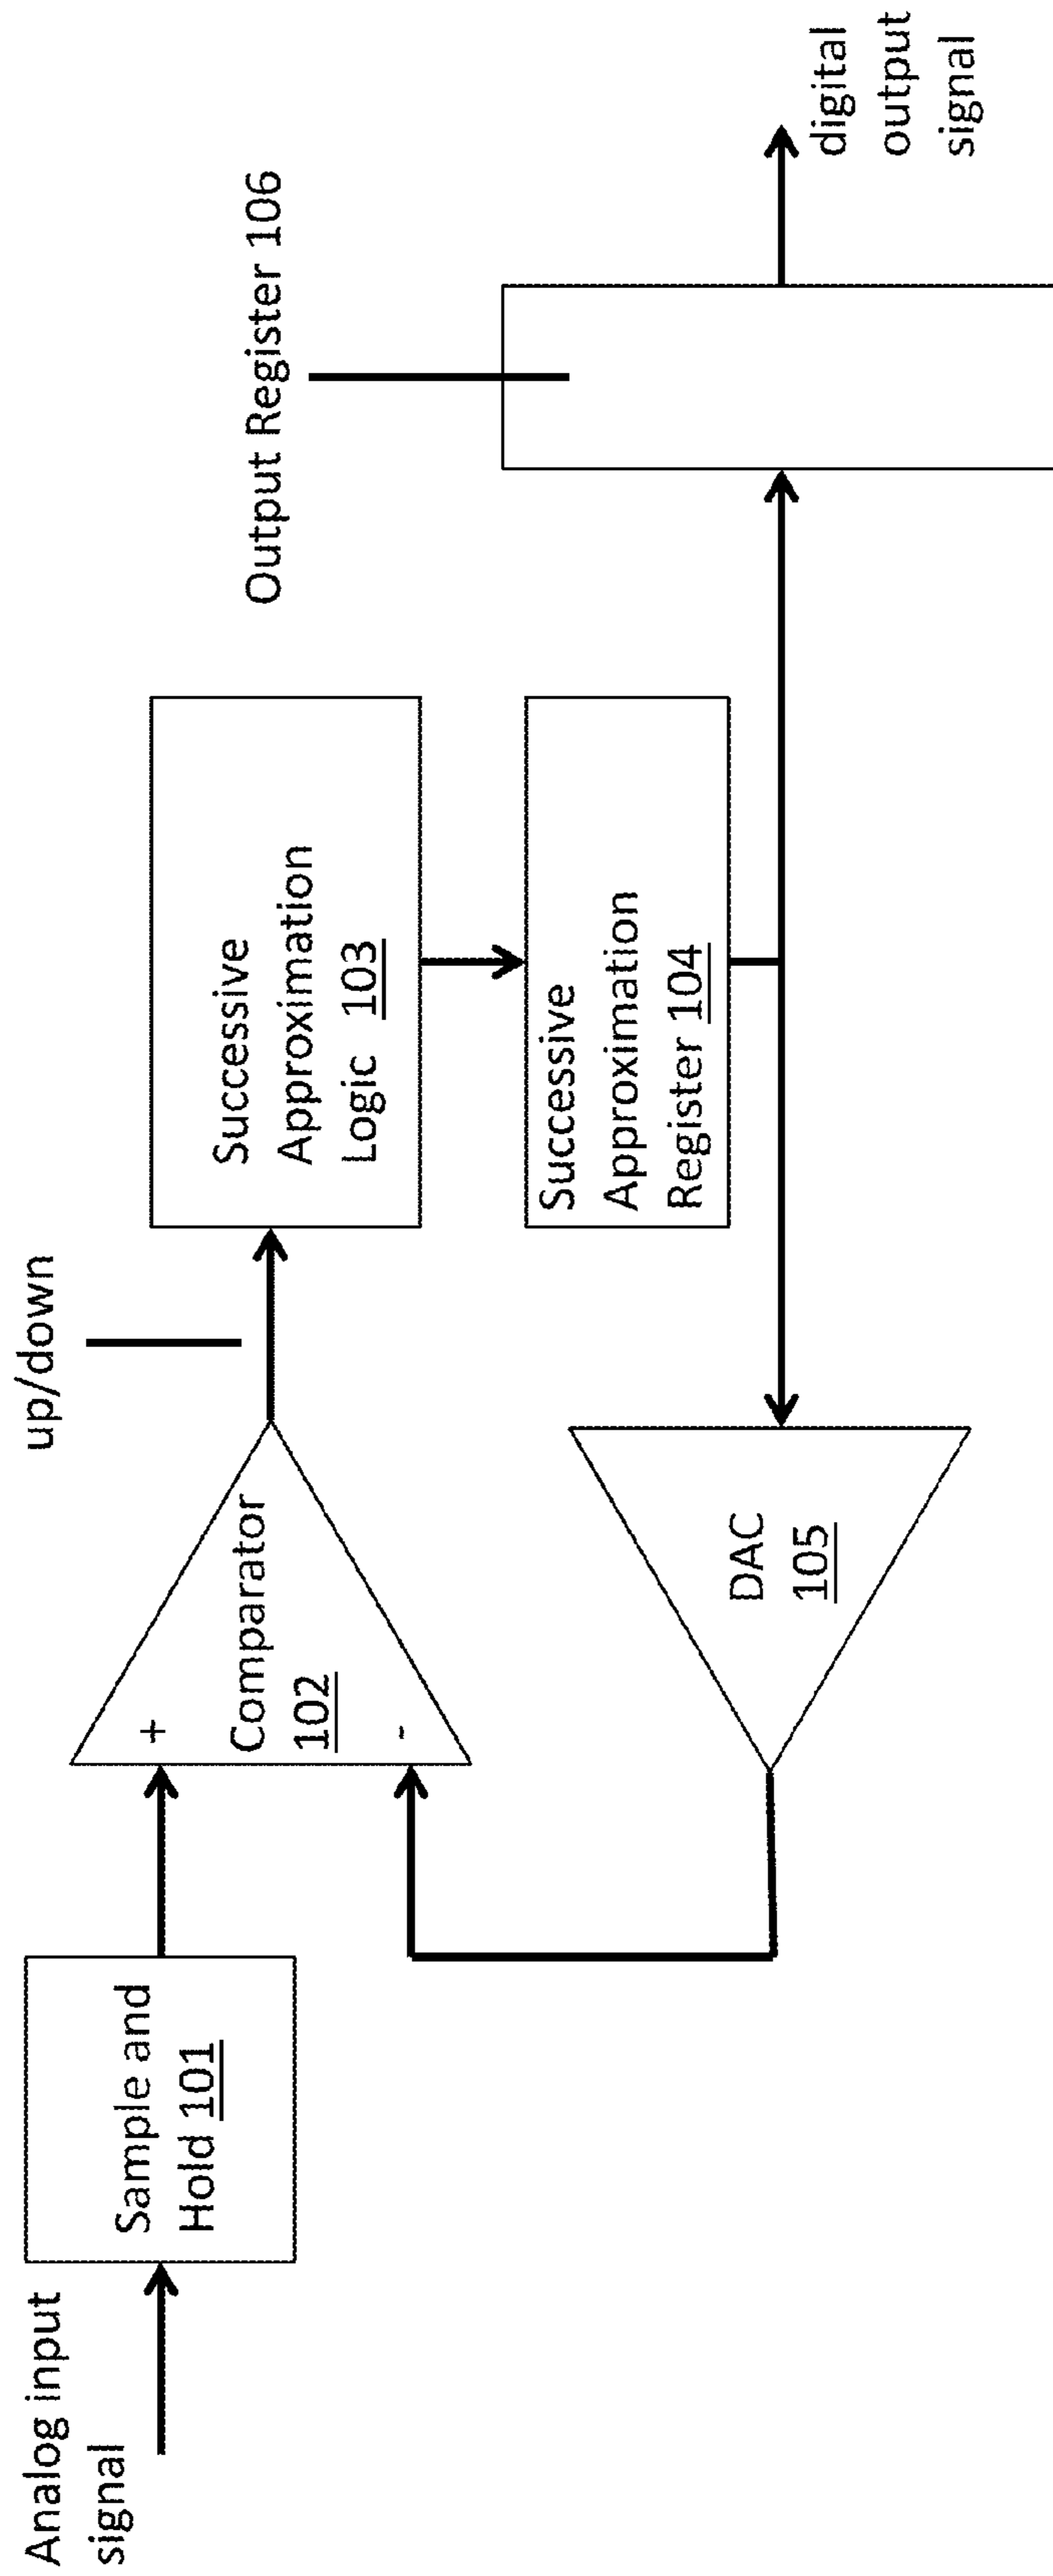 Analog input
signal
Sample and
Hold 101
+
Comparator
102
-
up/down
Successive
Approximation
Logic 103
Successive
Approximation
Register 104
DAC
105
Output Register 106
digital
output
signal